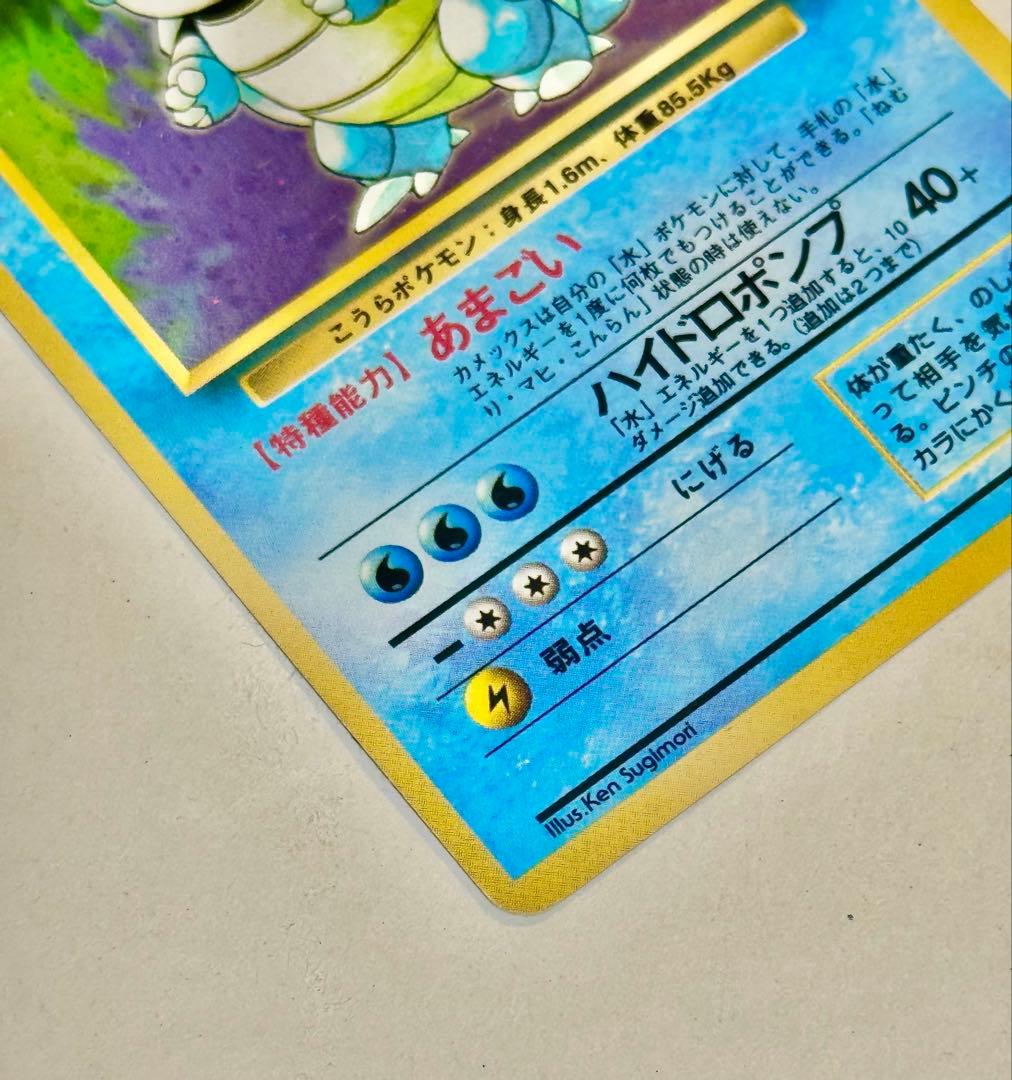 こうらポケモン：身長1.6m、体重85.5Kg
【特種能力】あまごい
カメックスは自分の「水」ポケモンに対して、手札の「水」
エネルギーを1度に何枚でもつけることができる。「ねむ
り・マヒ・こんらん」状態の時は使えない。
ハイドロポンプ 40+
「水」エネルギーを1つ追加すると、10
ダメージ追加できる。（追加は2つまで）
にげる
弱点
体が重たく、のし
って相手を気
る。ピンチの
カラにかく
Illus.Ken Sugimori